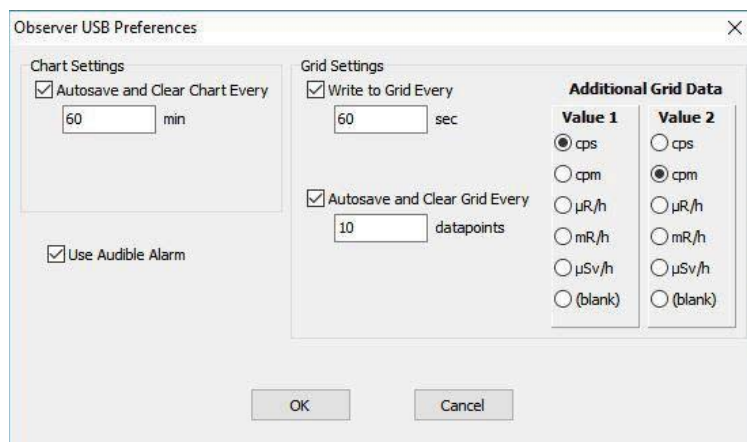 Observer USB Preferences
Chart Settings
Autosave and Clear Chart Every
60 min
Use Audible Alarm
Grid Settings
Write to Grid Every
60 sec
Autosave and Clear Grid Every
10 datapoints
Additional Grid Data
Value 1
cps
cpm
µR/h
mR/h
µSv/h
(blank)
Value 2
cps
cpm
µR/h
mR/h
µSv/h
(blank)
OK Cancel